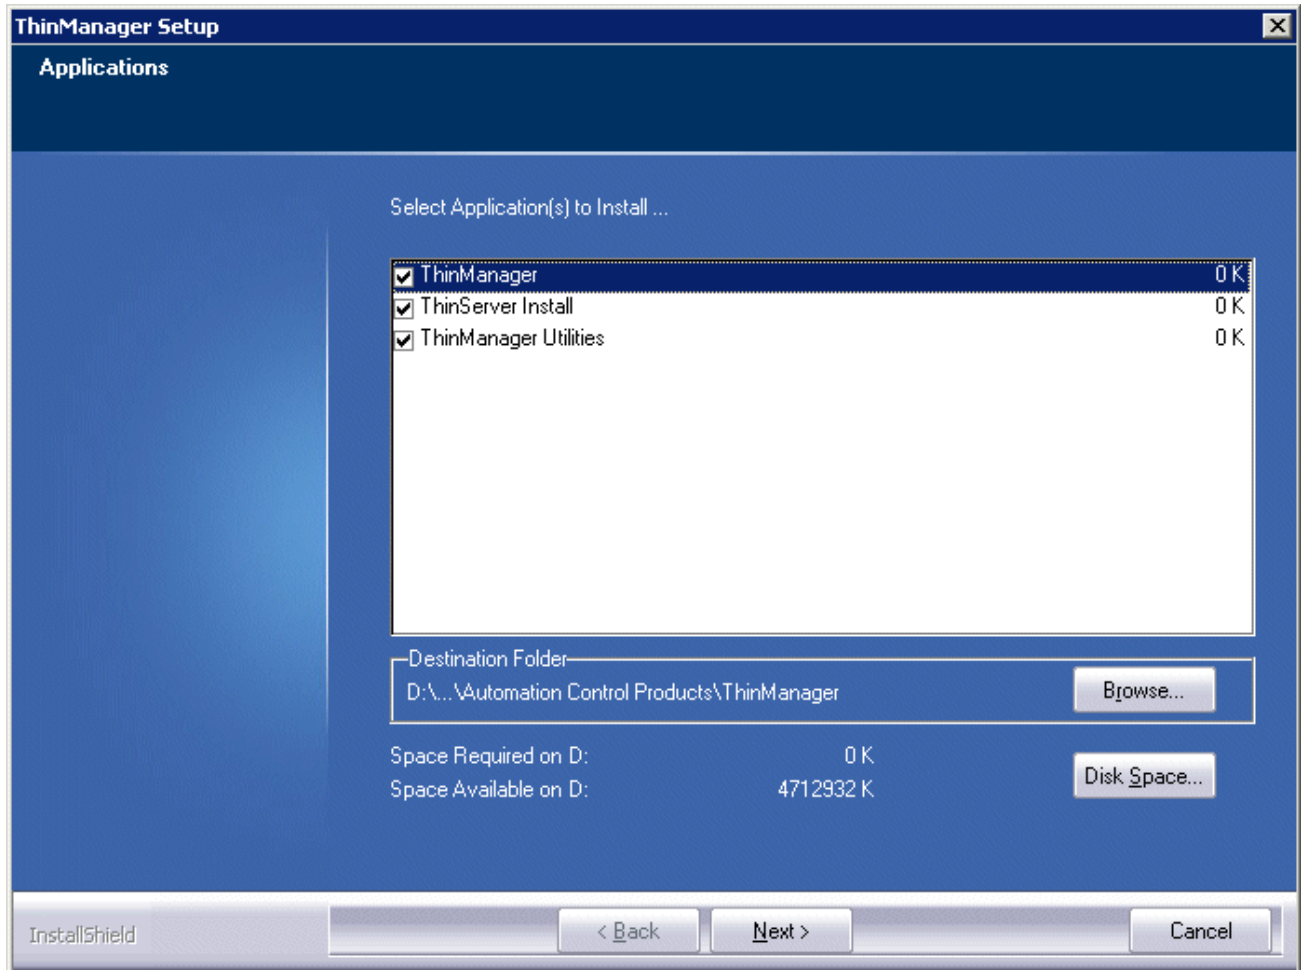 ThinManager Setup
Applications
Select Application(s) to Install ...
ThinManager 0 K
ThinServer Install 0 K
ThinManager Utilities 0 K
Destination Folder
D:\...\Automation Control Products\ThinManager
Browse...
Space Required on D: 0 K
Space Available on D: 4712932 K
Disk Space...
InstallShield
< Back
Next >
Cancel